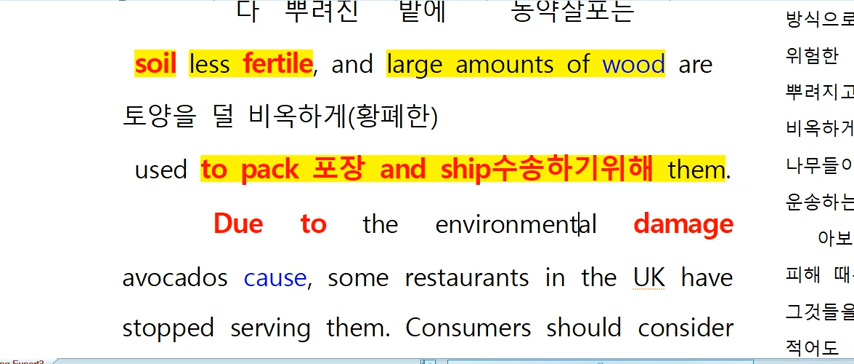 다 뿌려진 밭에 농약살포는
soil less fertile, and large amounts of wood are
토양을 덜 비옥하게(황폐한)
used to pack 포장 and ship수송하기위해 them.
Due to the environmental damage
avocados cause, some restaurants in the UK have
stopped serving them. Consumers should consider
방식으로
위험한
뿌려지고
비옥하게
나무들이
운송하는
아보
피해 때
그것들을
적어도